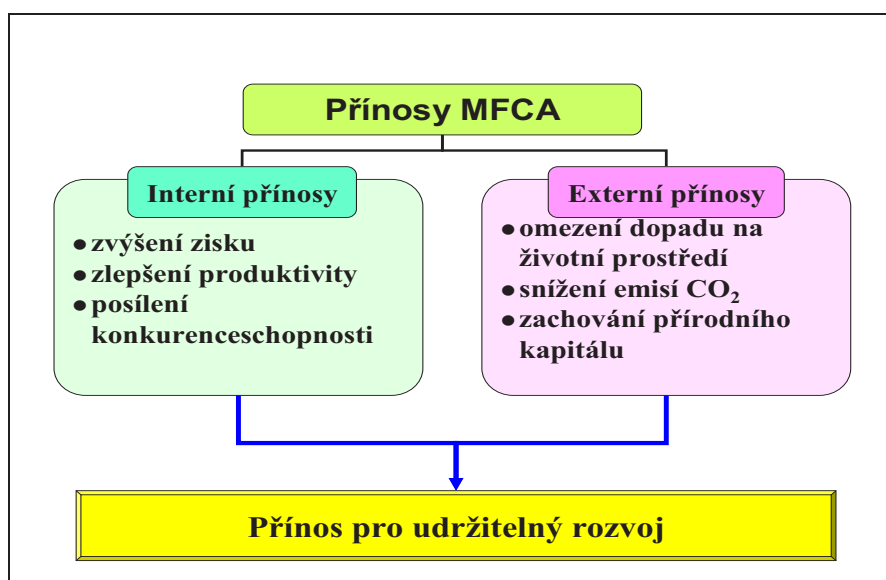 Přínosy MFCA
Interní přínosy
● zvýšení zisku
● zlepšení produktivity
● posílení
konkurenceschopnosti
Externí přínosy
● omezení dopadu na
životní prostředí
● snížení emisí CO₂
● zachování přírodního
kapitálu
Přínos pro udržitelný rozvoj